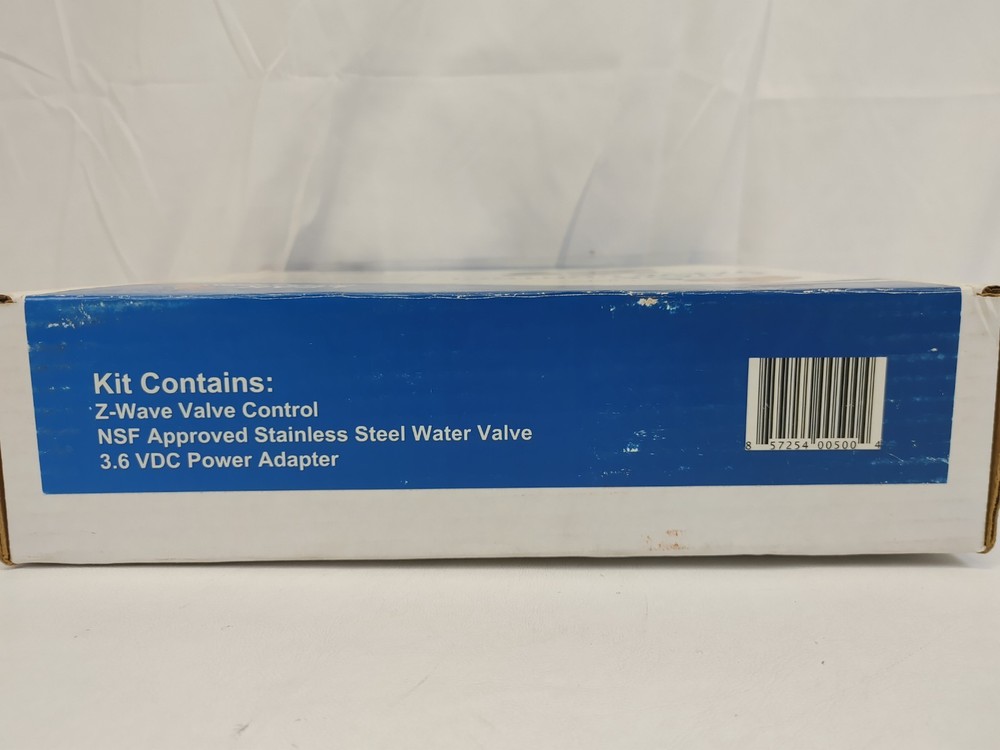 Kit Contains:
Z-Wave Valve Control
NSF Approved Stainless Steel Water Valve
3.6 VDC Power Adapter
8 57254 00500 4